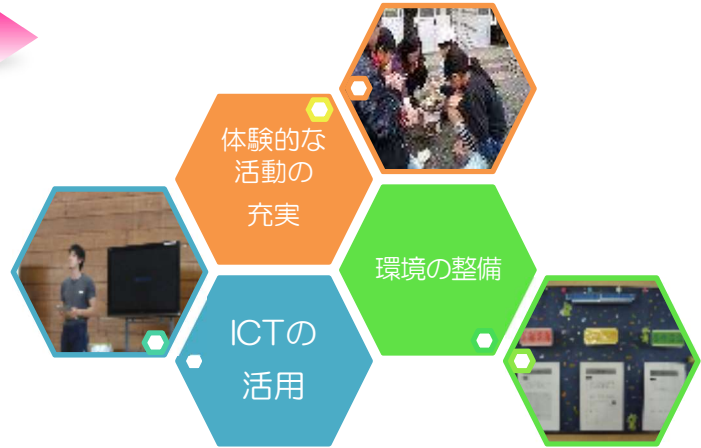 体験的な
活動の
充実
環境の整備
ICTの
活用